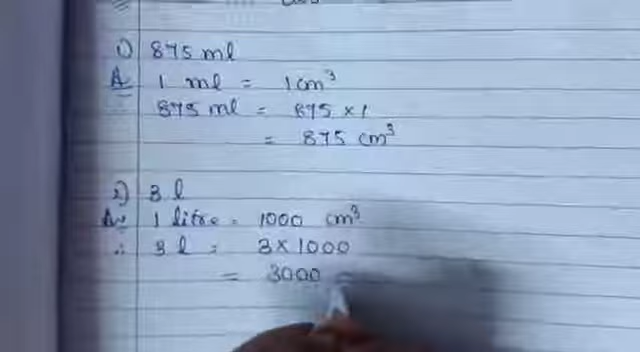 1) 875 ml
A 1 ml = 1 cm³
875 ml = 875 × 1
= 875 cm³
2) 3 l
A 1 litre = 1000 cm³
∴ 3 l = 3 × 1000
= 3000